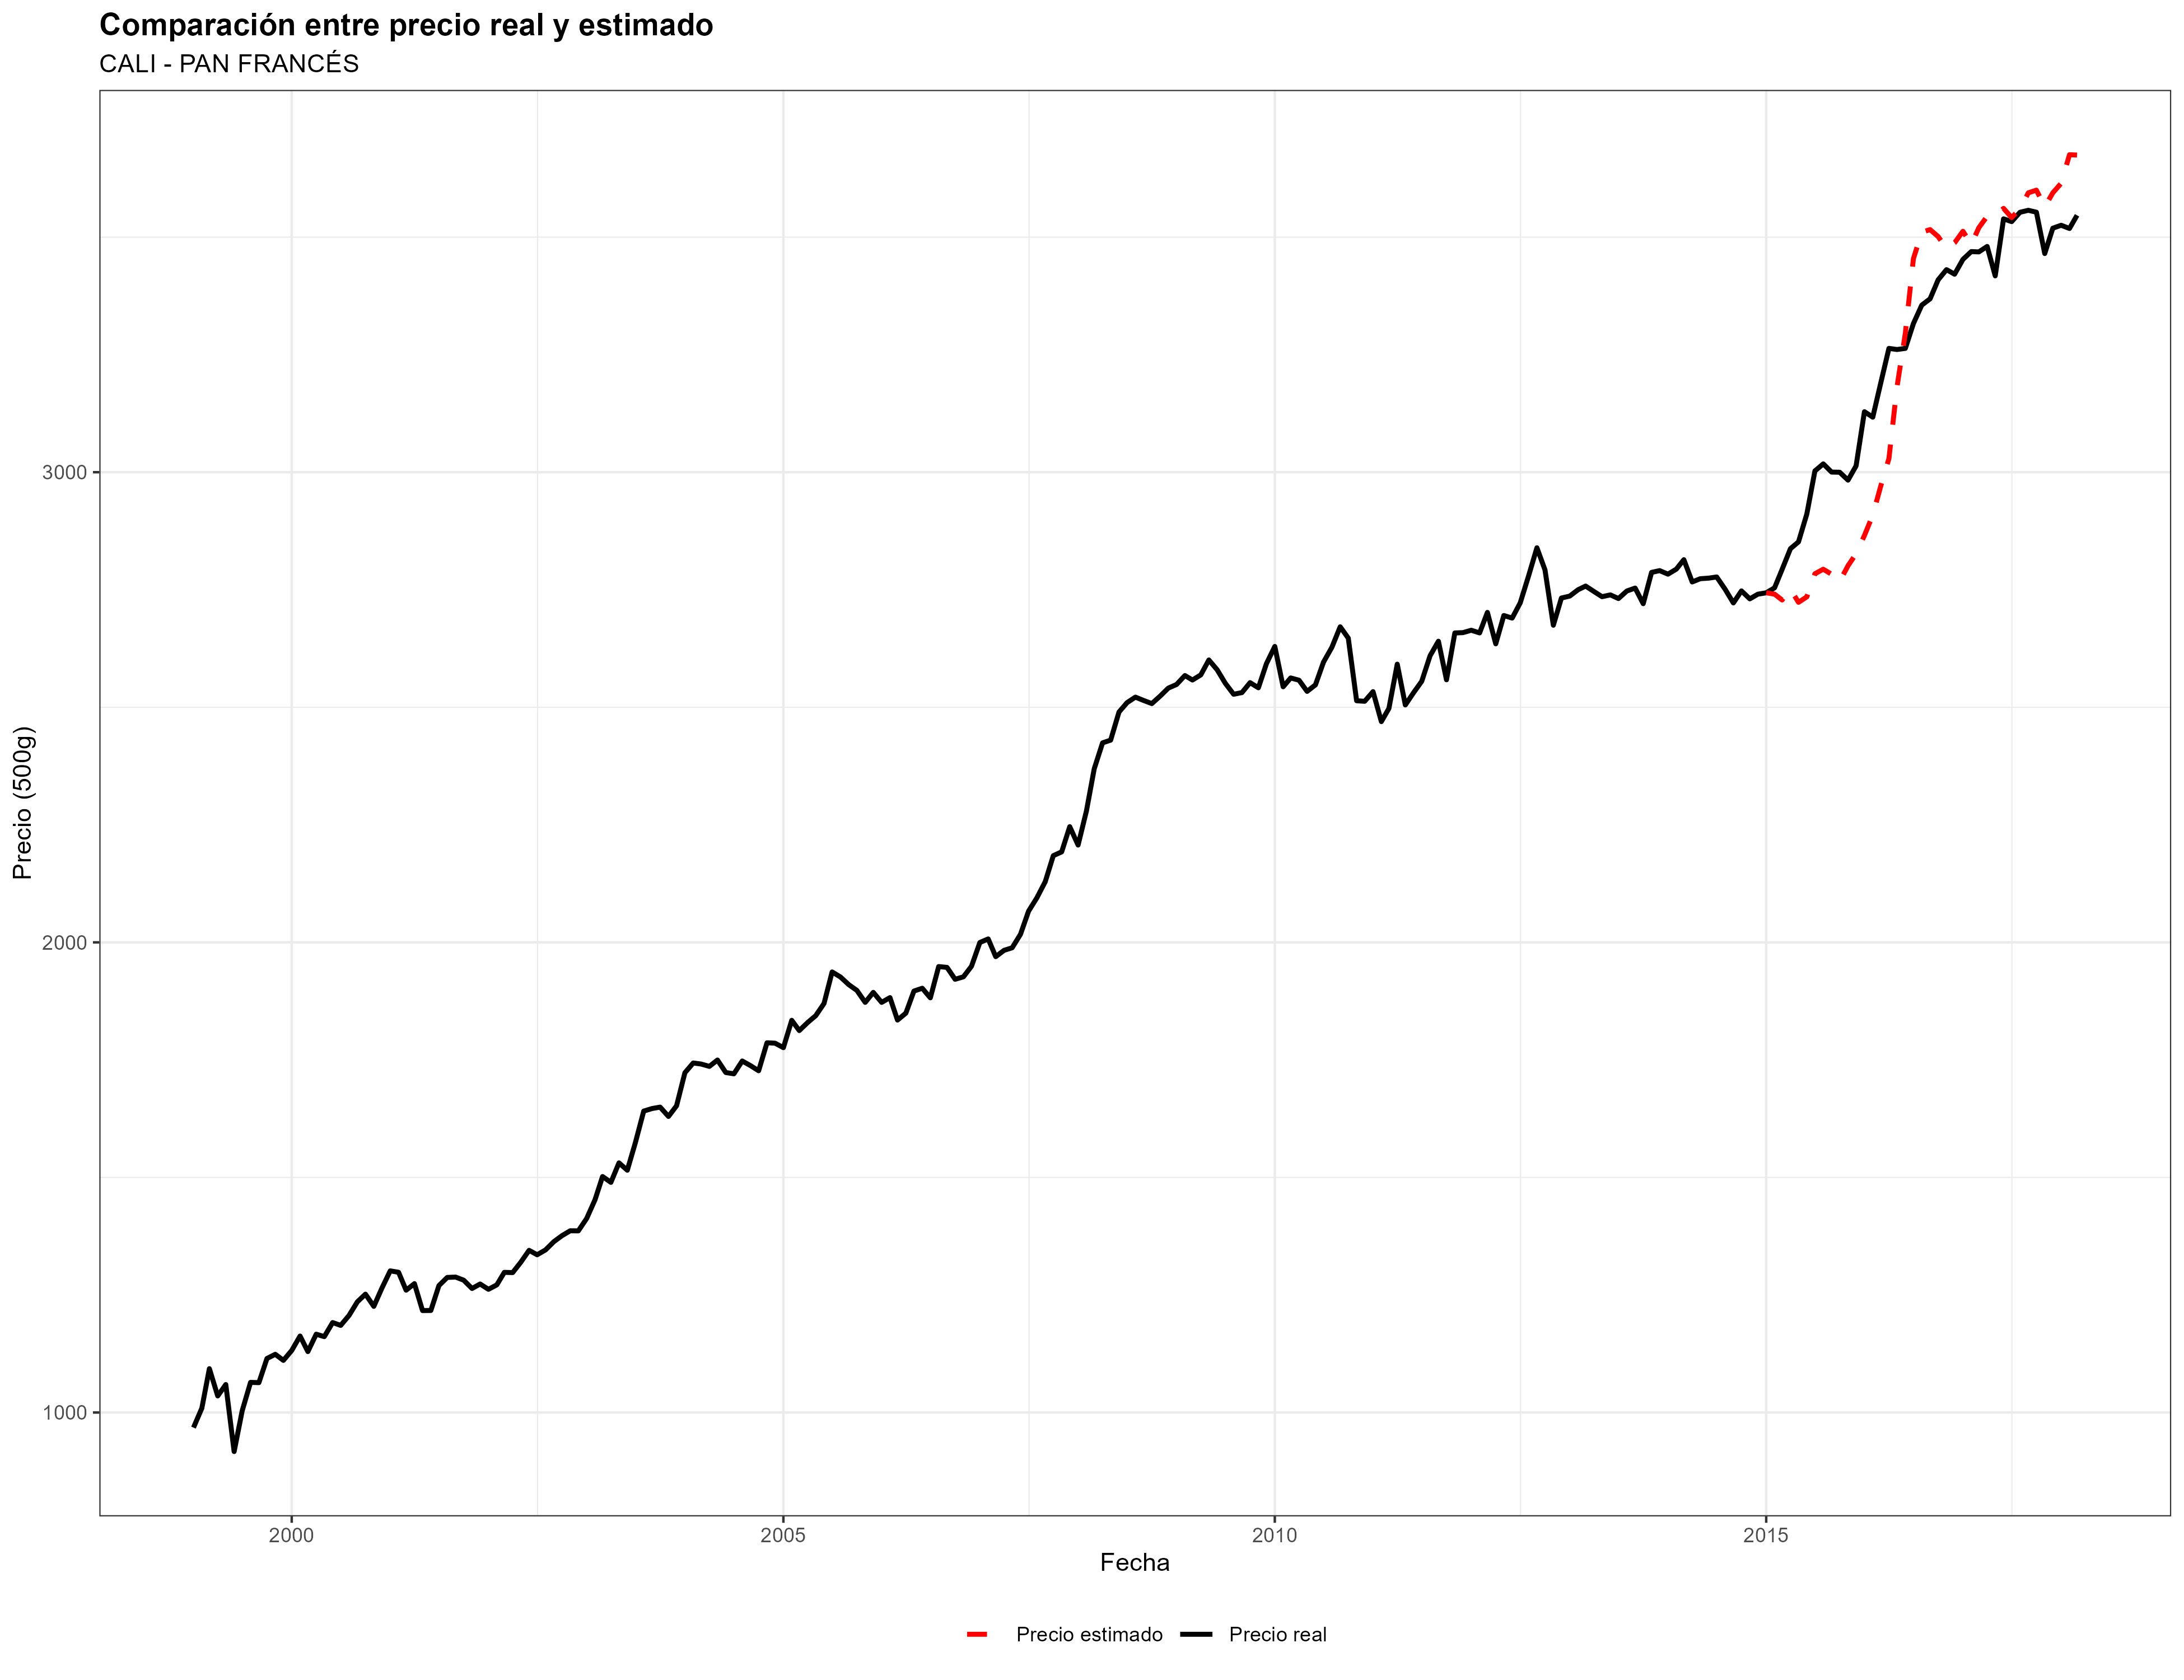 Comparación entre precio real y estimado
CALI - PAN FRANCÉS
Precio (500g)
3000
2000
1000
2000
2005
2010
2015
Fecha
Precio estimado
Precio real